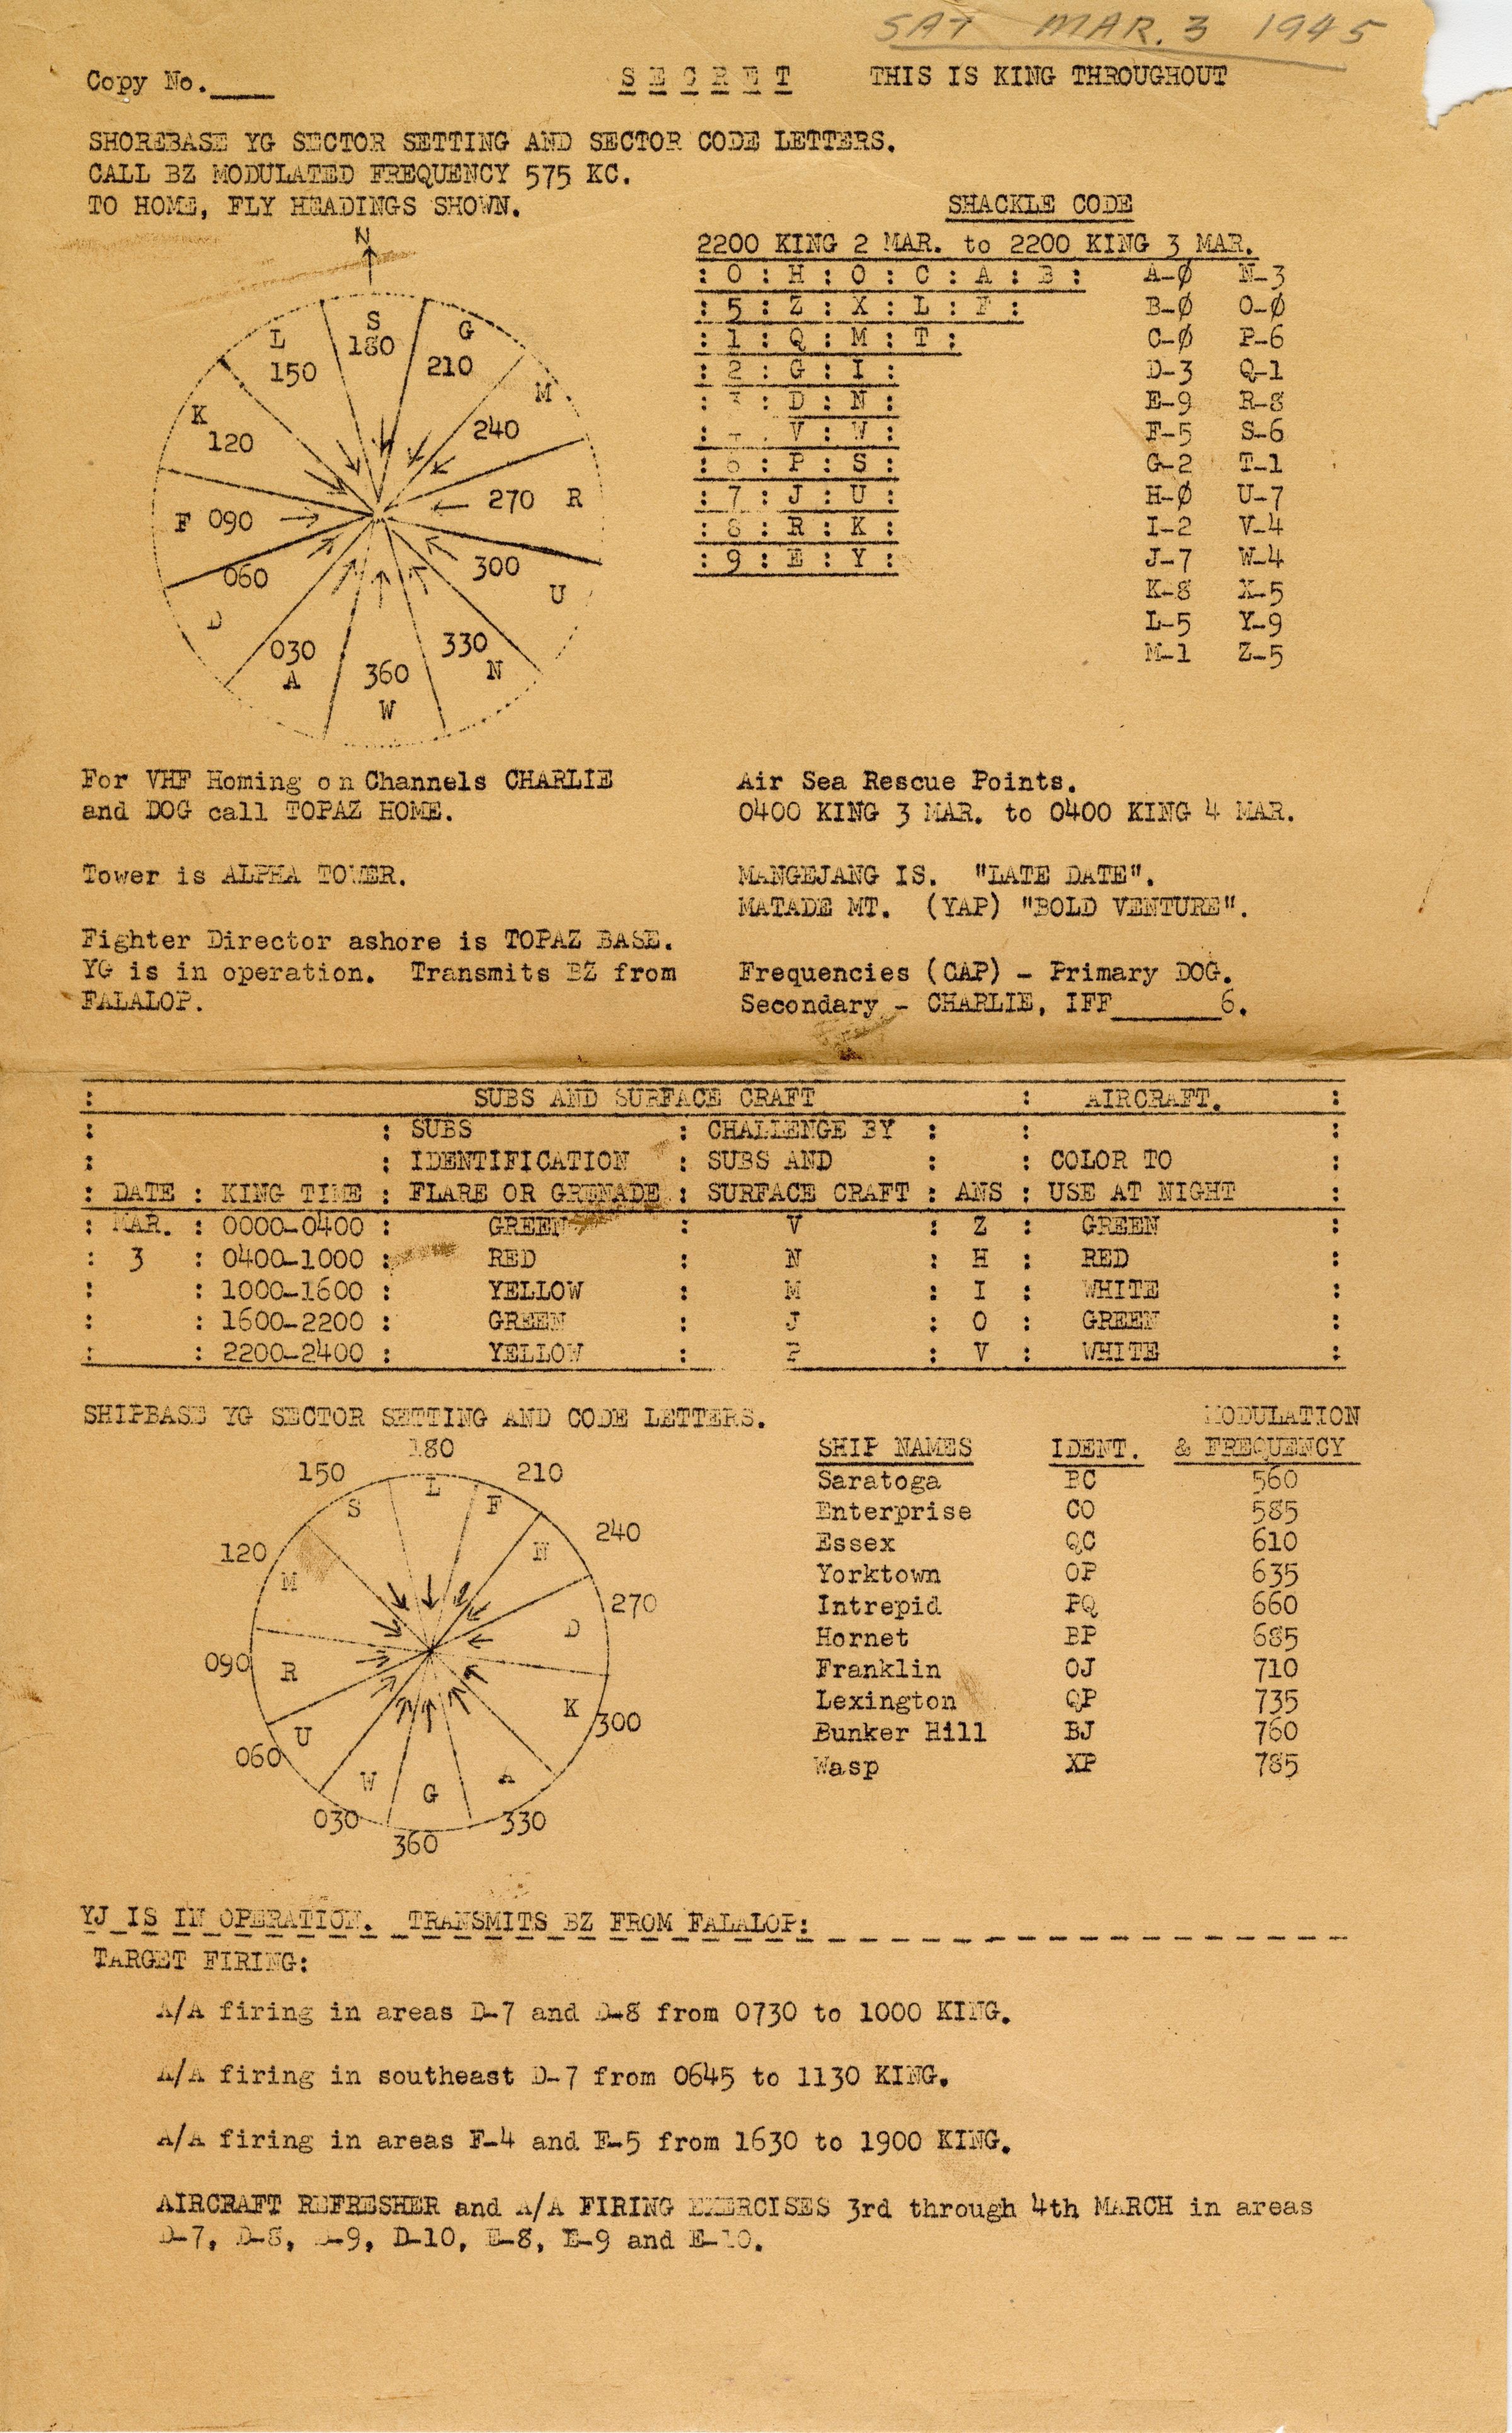 SAT MAR. 3 1945
Copy No.____ S E C R E T THIS IS KING THROUGHOUT
SHOREBASE YG SECTOR SETTING AND SECTOR CODE LETTERS.
CALL BZ MODULATED FREQUENCY 575 KC.
TO HOME, FLY HEADINGS SHOWN.
N
S 180
G 210
M 240
270 R
300 U
330 N
360 W
030 A
060 D
F 090
K 120
L 150
SHACKLE CODE
2200 KING 2 MAR. to 2200 KING 3 MAR.
: 0 : H : O : C : A : B : A-Ø N-3
: 5 : Z : X : L : F : B-Ø O-Ø
: 1 : Q : M : T : C-Ø P-6
: 2 : G : I : D-3 Q-1
: 3 : D : N : E-9 R-8
: V : W : F-5 S-6
: 6 : P : S : G-2 T-1
: 7 : J : U : H-Ø U-7
: 8 : R : K : I-2 V-4
: 9 : E : Y : J-7 W-4
K-8 X-5
L-5 Y-9
M-1 Z-5
For VHF Homing on Channels CHARLIE
and DOG call TOPAZ HOME.
Tower is ALPHA TOWER.
Fighter Director ashore is TOPAZ BASE.
YG is in operation. Transmits BZ from
FALALOP.
Air Sea Rescue Points.
0400 KING 3 MAR. to 0400 KING 4 MAR.
MANGEJANG IS. "LATE DATE".
MATADE MT. (YAP) "BOLD VENTURE".
Frequencies (CAP) - Primary DOG.
Secondary - CHARLIE, IFF_______6.
: SUBS AND SURFACE CRAFT : AIRCRAFT. :
: : SUBS : CHALLENGE BY : : :
: : IDENTIFICATION : SUBS AND : : COLOR TO :
: DATE : KING TIME : FLARE OR GRENADE : SURFACE CRAFT : ANS : USE AT NIGHT :
: MAR. : 0000-0400 : GREEN : V : Z : GREEN :
: 3 : 0400-1000 : RED : N : H : RED :
: : 1000-1600 : YELLOW : M : I : WHITE :
: : 1600-2200 : GREEN : J : O : GREEN :
: : 2200-2400 : YELLOW : P : V : WHITE :
SHIPBASE YG SECTOR SETTING AND CODE LETTERS.
180 L
210 F
240 N
270 D
300 K
330 A
360 G
030 W
060 U
090 R
120 M
150 S
MODULATION
SHIP NAMES IDENT. & FREQUENCY
Saratoga BC 560
Enterprise CO 585
Essex QC 610
Yorktown OP 635
Intrepid PQ 660
Hornet BP 685
Franklin OJ 710
Lexington QP 735
Bunker Hill BJ 760
Wasp XP 785
YJ IS IN OPERATION. TRANSMITS BZ FROM FALALOP:
TARGET FIRING:
A/A firing in areas D-7 and D-8 from 0730 to 1000 KING.
A/A firing in southeast D-7 from 0645 to 1130 KING.
A/A firing in areas F-4 and F-5 from 1630 to 1900 KING.
AIRCRAFT REFRESHER and A/A FIRING EXERCISES 3rd through 4th MARCH in areas
D-7, D-8, D-9, D-10, E-8, E-9 and E-10.